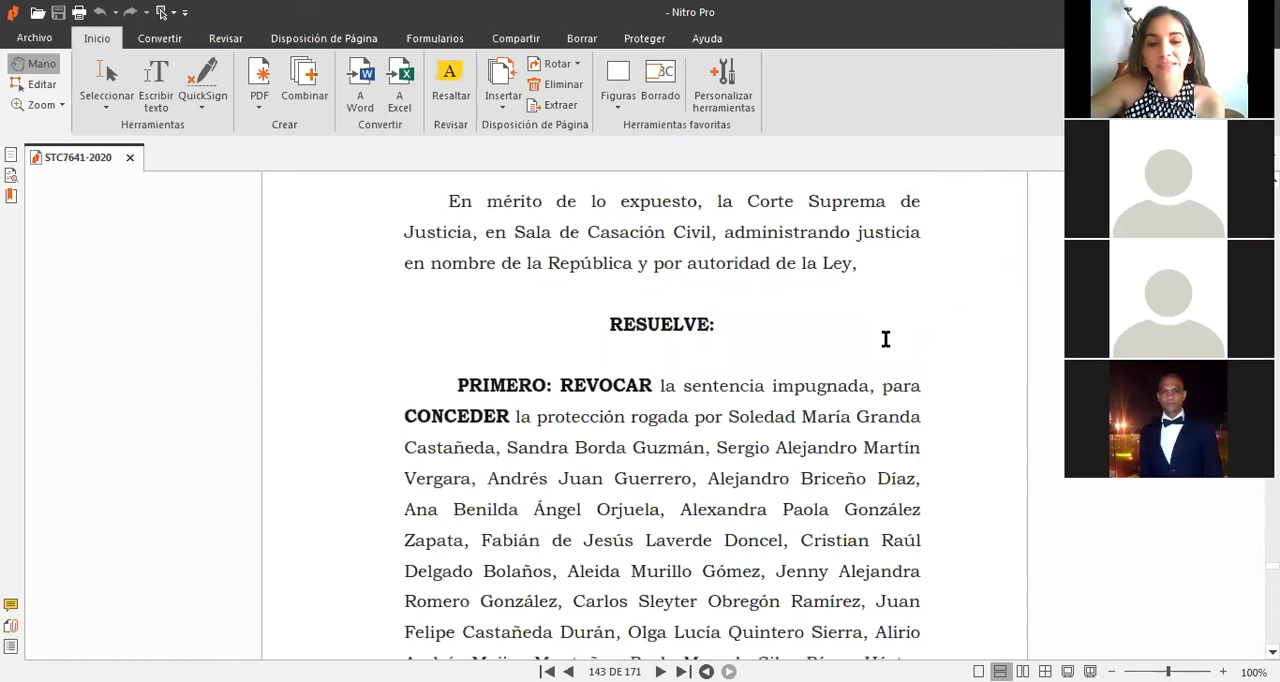 - Nitro Pro
Archivo Inicio Convertir Revisar Disposición de Página Formularios Compartir Borrar Proteger Ayuda
Mano
Editar
Zoom
Seleccionar
Escribir texto
QuickSign
Herramientas
PDF
Combinar
Crear
A Word
A Excel
Convertir
Resaltar
Revisar
Insertar
Rotar
Eliminar
Extraer
Disposición de Página
Figuras
Borrado
Personalizar herramientas
Herramientas favoritas
STC7641-2020
En mérito de lo expuesto, la Corte Suprema de
Justicia, en Sala de Casación Civil, administrando justicia
en nombre de la República y por autoridad de la Ley,
RESUELVE:
PRIMERO: REVOCAR la sentencia impugnada, para
CONCEDER la protección rogada por Soledad María Granda
Castañeda, Sandra Borda Guzmán, Sergio Alejandro Martín
Vergara, Andrés Juan Guerrero, Alejandro Briceño Díaz,
Ana Benilda Ángel Orjuela, Alexandra Paola González
Zapata, Fabián de Jesús Laverde Doncel, Cristian Raúl
Delgado Bolaños, Aleida Murillo Gómez, Jenny Alejandra
Romero González, Carlos Sleyter Obregón Ramírez, Juan
Felipe Castañeda Durán, Olga Lucía Quintero Sierra, Alirio
143 DE 171
100%